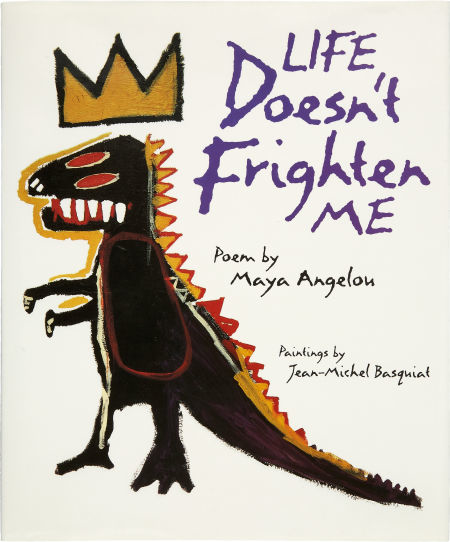 LIFE
Doesn't
Frighten
ME
Poem by
Maya Angelou
Paintings by
Jean-Michel Basquiat